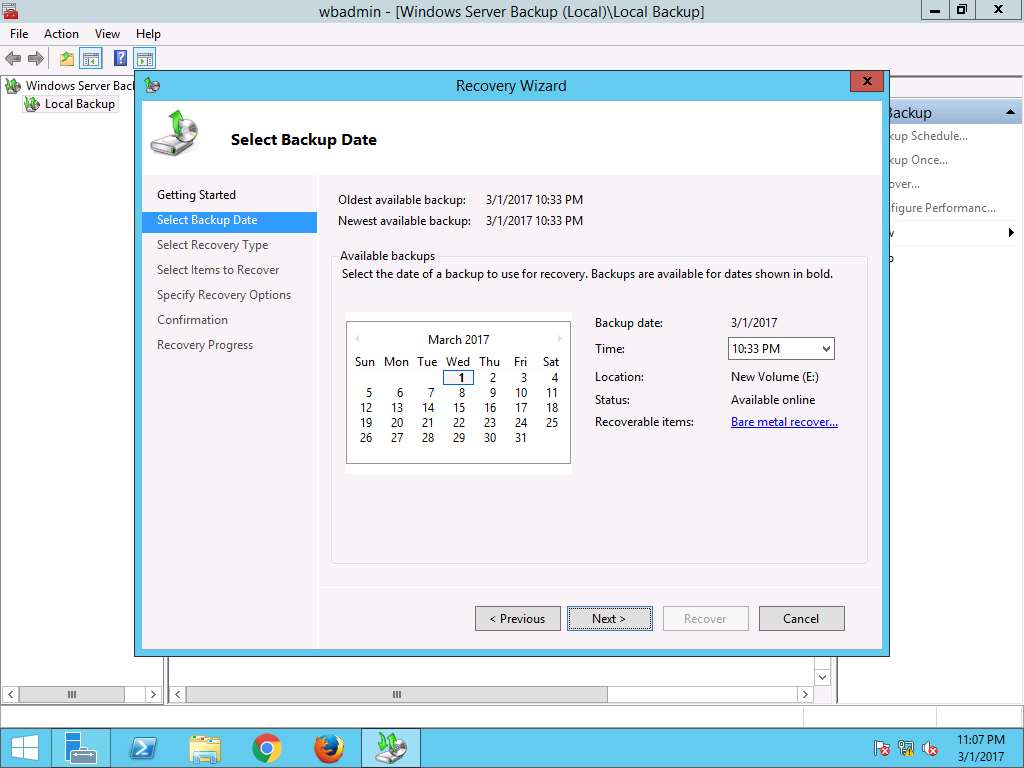 wbadmin - [Windows Server Backup (Local)\Local Backup]
File Action View Help
Windows Server Bac
Local Backup
Recovery Wizard
Select Backup Date
Getting Started
Select Backup Date
Select Recovery Type
Select Items to Recover
Specify Recovery Options
Confirmation
Recovery Progress
Oldest available backup: 3/1/2017 10:33 PM
Newest available backup: 3/1/2017 10:33 PM
Available backups
Select the date of a backup to use for recovery. Backups are available for dates shown in bold.
March 2017
Sun Mon Tue Wed Thu Fri Sat
1 2 3 4
5 6 7 8 9 10 11
12 13 14 15 16 17 18
19 20 21 22 23 24 25
26 27 28 29 30 31
Backup date: 3/1/2017
Time: 10:33 PM
Location: New Volume (E:)
Status: Available online
Recoverable items: Bare metal recover...
< Previous Next > Recover Cancel
Backup
kup Schedule...
kup Once...
over...
figure Performanc...
11:07 PM
3/1/2017